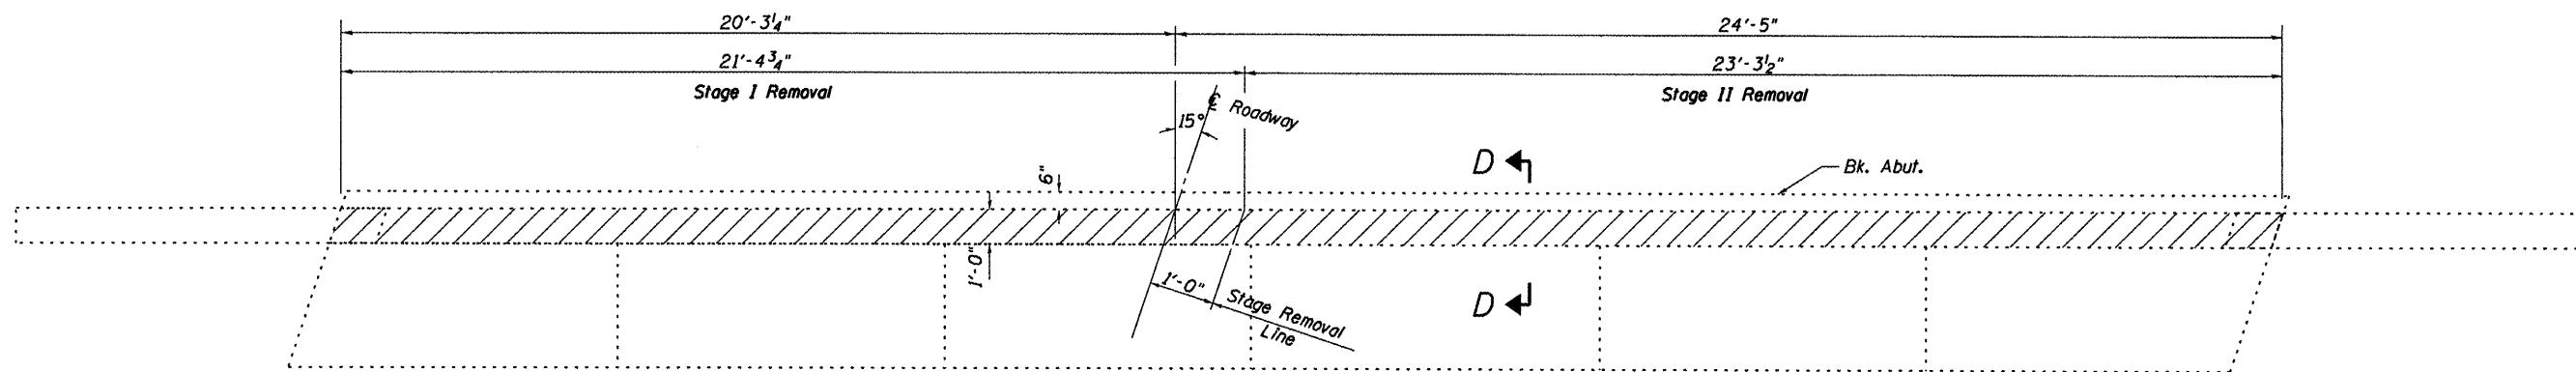 20'-3¼" 24'-5"
21'-4¾" 23'-3½"
Stage I Removal Stage II Removal
℄ Roadway
15°
D
Bk. Abut.
6"
1'-0"
1'-0"
Stage Removal
Line
D